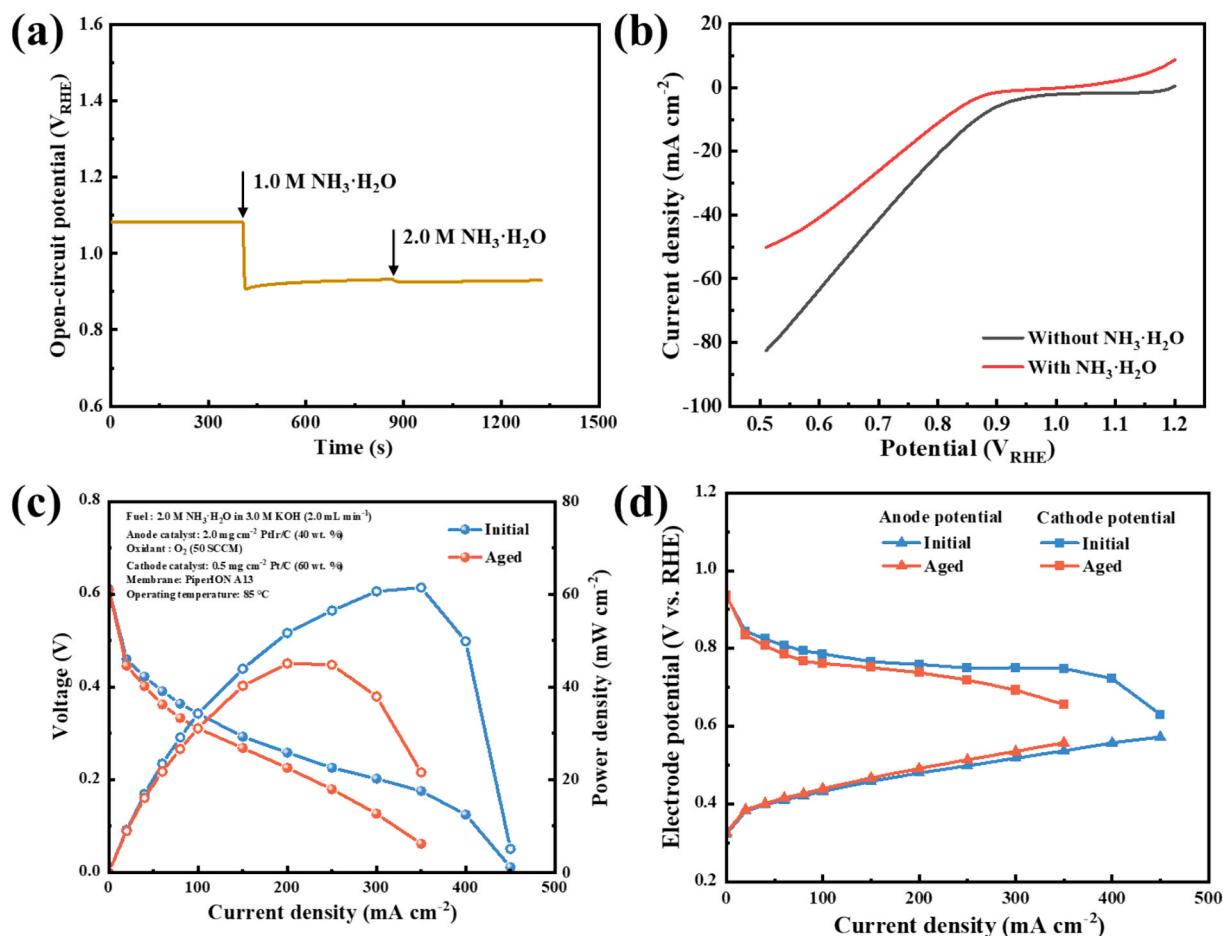 (a)
Open-circuit potential (V_RHE)
1.6
1.4
1.2
1.0
0.8
0.6
1.0 M NH₃·H₂O
2.0 M NH₃·H₂O
0
300
600
900
1200
1500
Time (s)
(b)
Current density (mA cm⁻²)
20
0
-20
-40
-60
-80
-100
Without NH₃·H₂O
With NH₃·H₂O
0.5
0.6
0.7
0.8
0.9
1.0
1.1
1.2
Potential (V_RHE)
(c)
Voltage (V)
0.8
0.6
0.4
0.2
0.0
Fuel : 2.0 M NH₃·H₂O in 3.0 M KOH (2.0 mL min⁻¹)
Anode catalyst: 2.0 mg cm⁻² PtIr/C (40 wt. %)
Oxidant : O₂ (50 SCCM)
Cathode catalyst: 0.5 mg cm⁻² Pt/C (60 wt. %)
Membrane: PiperION A13
Operating temperature: 85 °C
Initial
Aged
80
60
40
20
0
Power density (mW cm⁻²)
0
100
200
300
400
500
Current density (mA cm⁻²)
(d)
Electrode potential (V vs. RHE)
1.2
1.0
0.8
0.6
0.4
0.2
Anode potential
Initial
Aged
Cathode potential
Initial
Aged
0
100
200
300
400
500
Current density (mA cm⁻²)